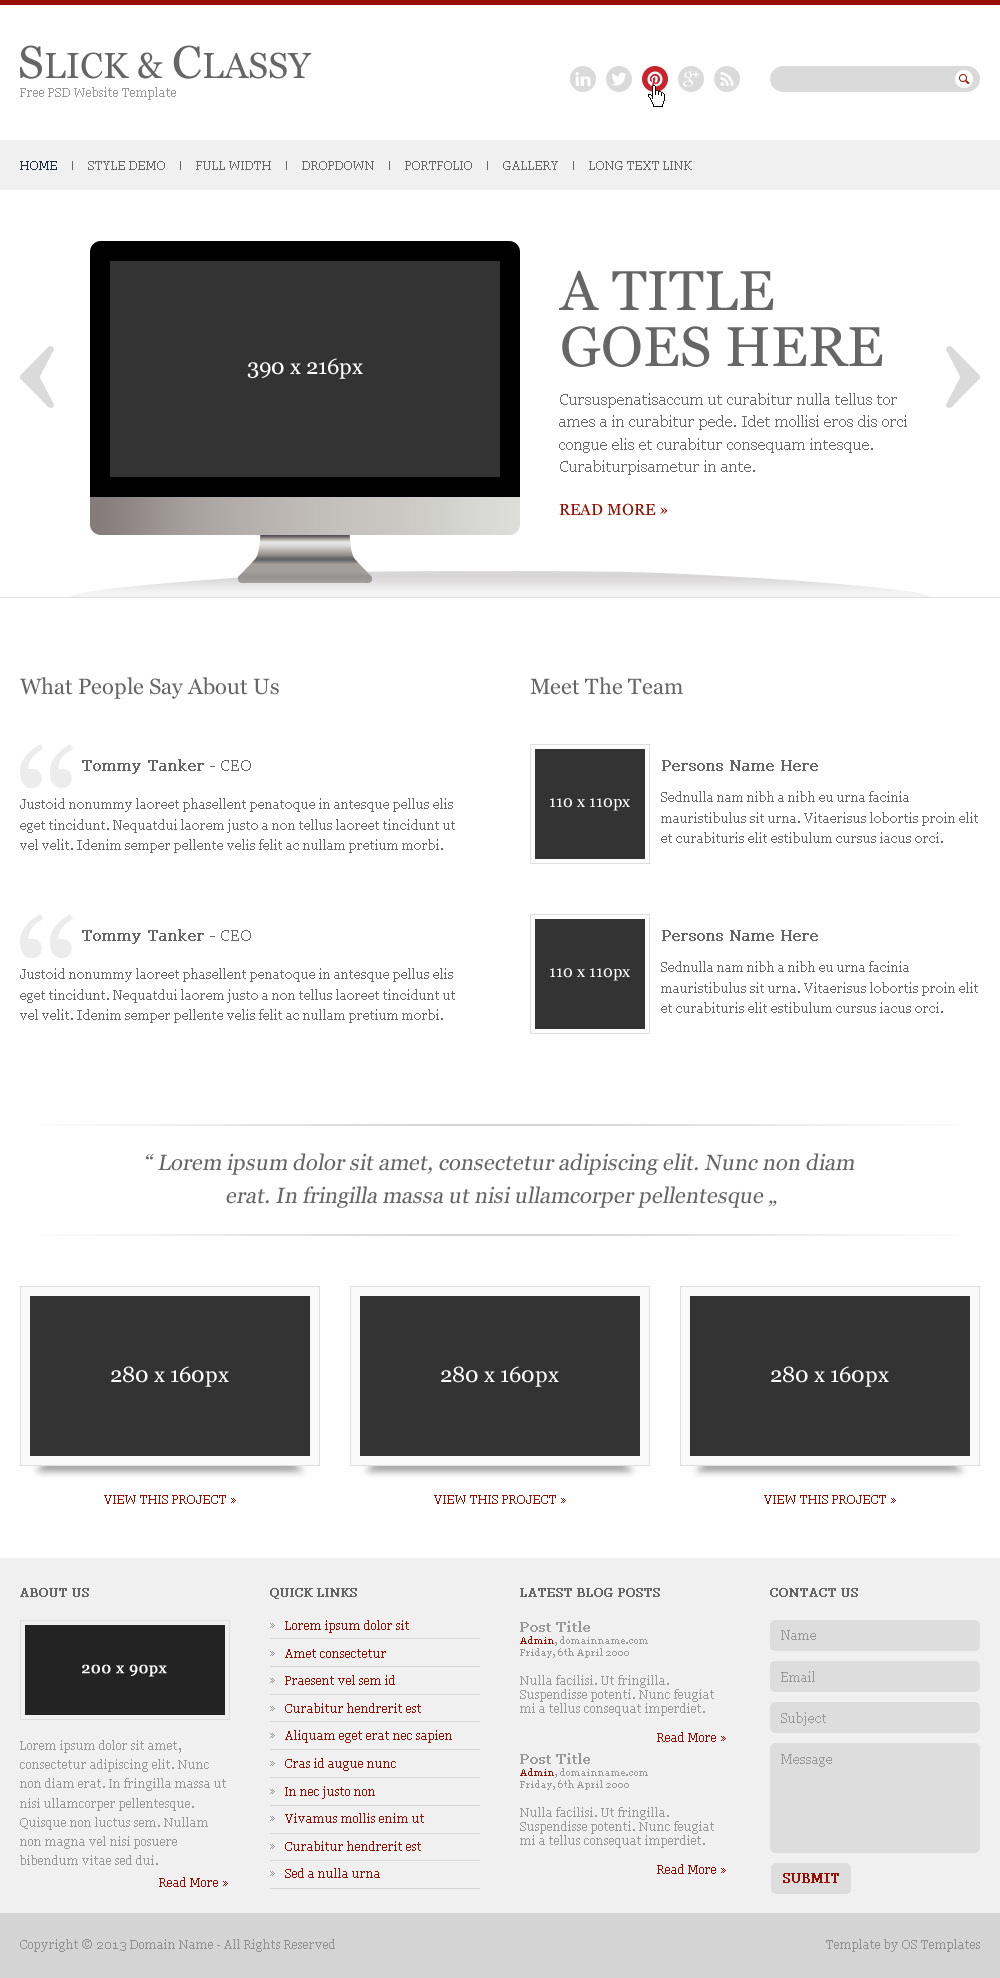 SLICK & CLASSY
Free PSD Website Template
HOME | STYLE DEMO | FULL WIDTH | DROPDOWN | PORTFOLIO | GALLERY | LONG TEXT LINK
390 x 216px
A TITLE
GOES HERE
Cursuspenatisaccum ut curabitur nulla tellus tor
ames a in curabitur pede. Idet mollisi eros dis orci
congue elis et curabitur consequam intesque.
Curabiturpisametur in ante.
READ MORE »
What People Say About Us
Tommy Tanker - CEO
Justoid nonummy laoreet phasellent penatoque in antesque pellus elis
eget tincidunt. Nequatdui laorem justo a non tellus laoreet tincidunt ut
vel velit. Idenim semper pellente velis felit ac nullam pretium morbi.
Tommy Tanker - CEO
Justoid nonummy laoreet phasellent penatoque in antesque pellus elis
eget tincidunt. Nequatdui laorem justo a non tellus laoreet tincidunt ut
vel velit. Idenim semper pellente velis felit ac nullam pretium morbi.
Meet The Team
110 x 110px
Persons Name Here
Sednulla nam nibh a nibh eu urna facinia
mauristibulus sit urna. Vitaerisus lobortis proin elit
et curabituris elit estibulum cursus iacus orci.
110 x 110px
Persons Name Here
Sednulla nam nibh a nibh eu urna facinia
mauristibulus sit urna. Vitaerisus lobortis proin elit
et curabituris elit estibulum cursus iacus orci.
“ Lorem ipsum dolor sit amet, consectetur adipiscing elit. Nunc non diam
erat. In fringilla massa ut nisi ullamcorper pellentesque „
280 x 160px
VIEW THIS PROJECT »
280 x 160px
VIEW THIS PROJECT »
280 x 160px
VIEW THIS PROJECT »
ABOUT US
200 x 90px
Lorem ipsum dolor sit amet,
consectetur adipiscing elit. Nunc
non diam erat. In fringilla massa ut
nisi ullamcorper pellentesque.
Quisque non luctus sem. Nullam
non magna vel nisi posuere
bibendum vitae sed dui.
Read More »
QUICK LINKS
» Lorem ipsum dolor sit
» Amet consectetur
» Praesent vel sem id
» Curabitur hendrerit est
» Aliquam eget erat nec sapien
» Cras id augue nunc
» In nec justo non
» Vivamus mollis enim ut
» Curabitur hendrerit est
» Sed a nulla urna
LATEST BLOG POSTS
Post Title
Admin, domainname.com
Friday, 6th April 2000
Nulla facilisi. Ut fringilla.
Suspendisse potenti. Nunc feugiat
mi a tellus consequat imperdiet.
Read More »
Post Title
Admin, domainname.com
Friday, 6th April 2000
Nulla facilisi. Ut fringilla.
Suspendisse potenti. Nunc feugiat
mi a tellus consequat imperdiet.
Read More »
CONTACT US
Name
Email
Subject
Message
SUBMIT
Copyright © 2013 Domain Name - All Rights Reserved
Template by OS Templates